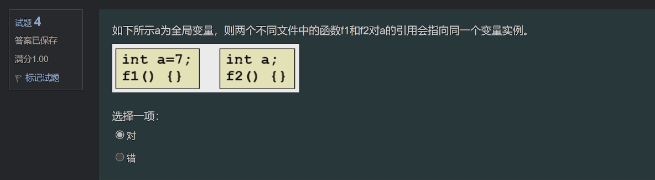 试题 4
答案已保存
满分1.00
标记试题
如下所示a为全局变量，则两个不同文件中的函数f1和f2对a的引用会指向同一个变量实例。
int a=7;
f1() {}
int a;
f2() {}
选择一项：
对
错